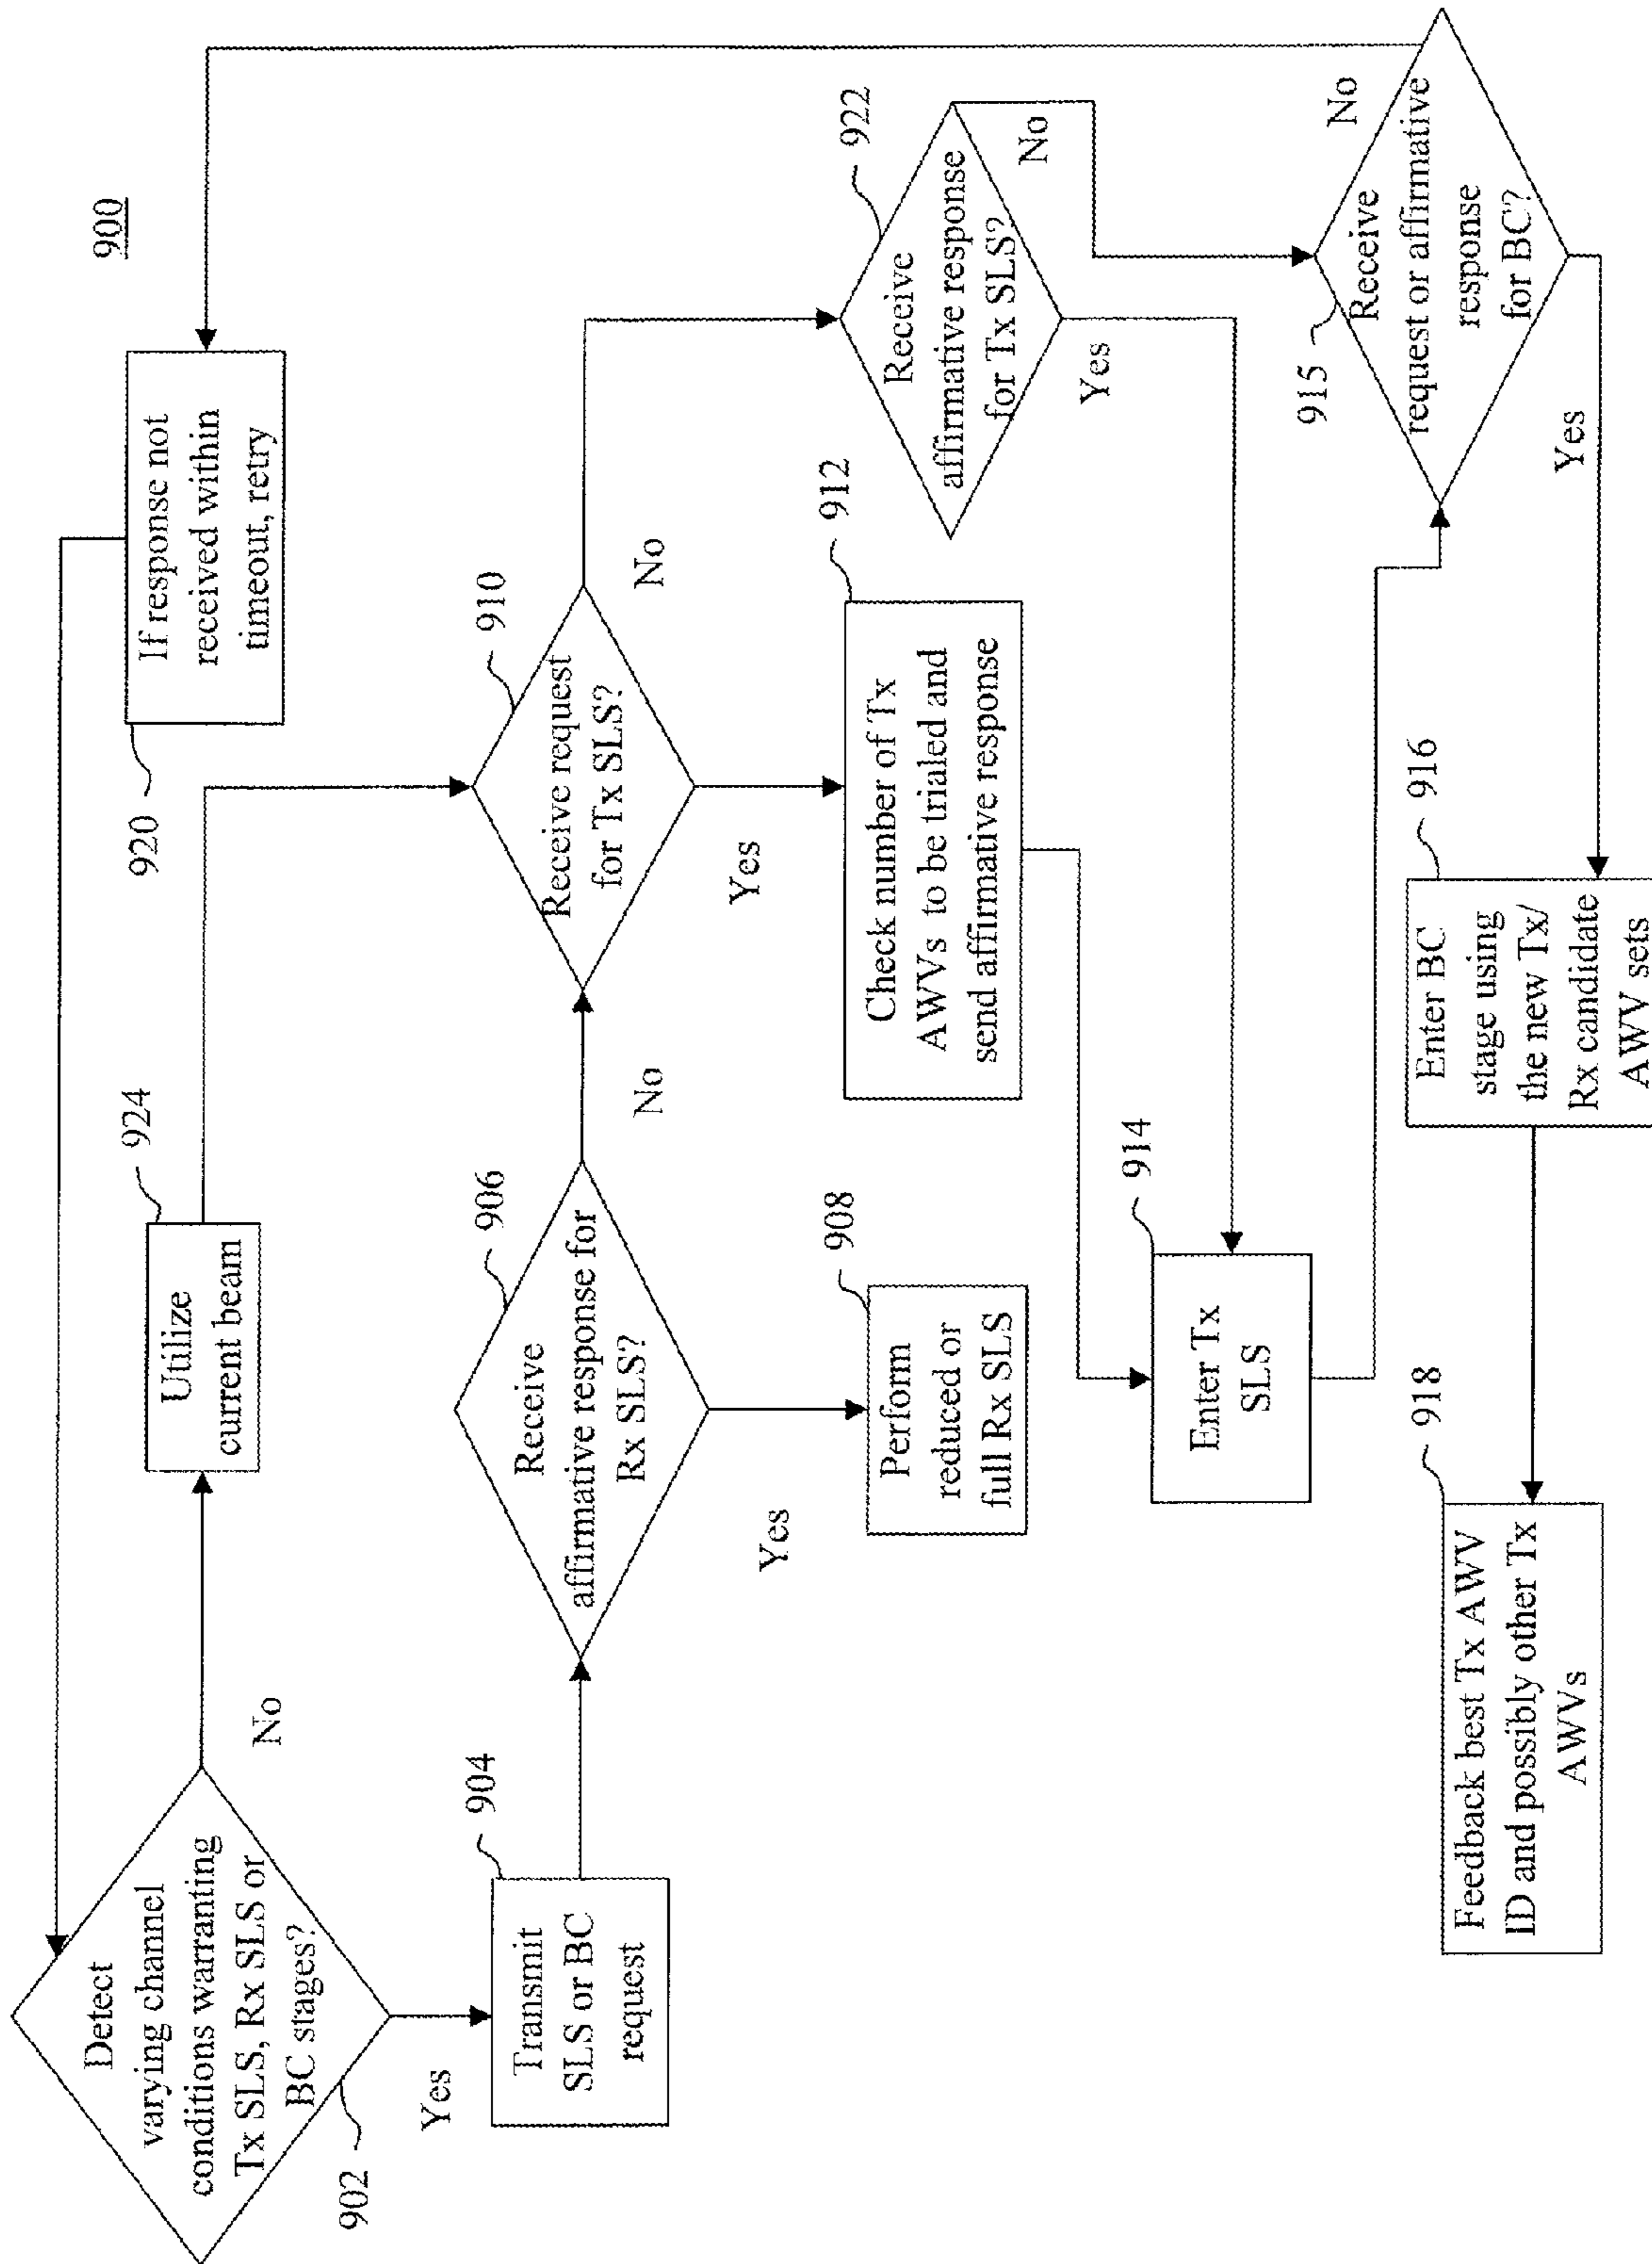 900
Detect
varying channel
conditions warranting
Tx SLS, Rx SLS or
BC stages?
902
No
Yes
Utilize
current beam
924
If response not
received within
timeout, retry
920
Transmit
SLS or BC
request
904
Receive
affirmative response for
Rx SLS?
906
No
Yes
Receive request
for Tx SLS?
910
No
Yes
Perform
reduced or
full Rx SLS
908
Check number of Tx
AWVs to be trialed and
send affirmative response
912
Receive
affirmative response
for Tx SLS?
922
No
Yes
Enter Tx
SLS
914
Receive
request or affirmative
response
for BC?
915
No
Yes
Enter BC
stage using
the new Tx/
Rx candidate
AWV sets
916
Feedback best Tx AWV
ID and possibly other Tx
AWVs
918